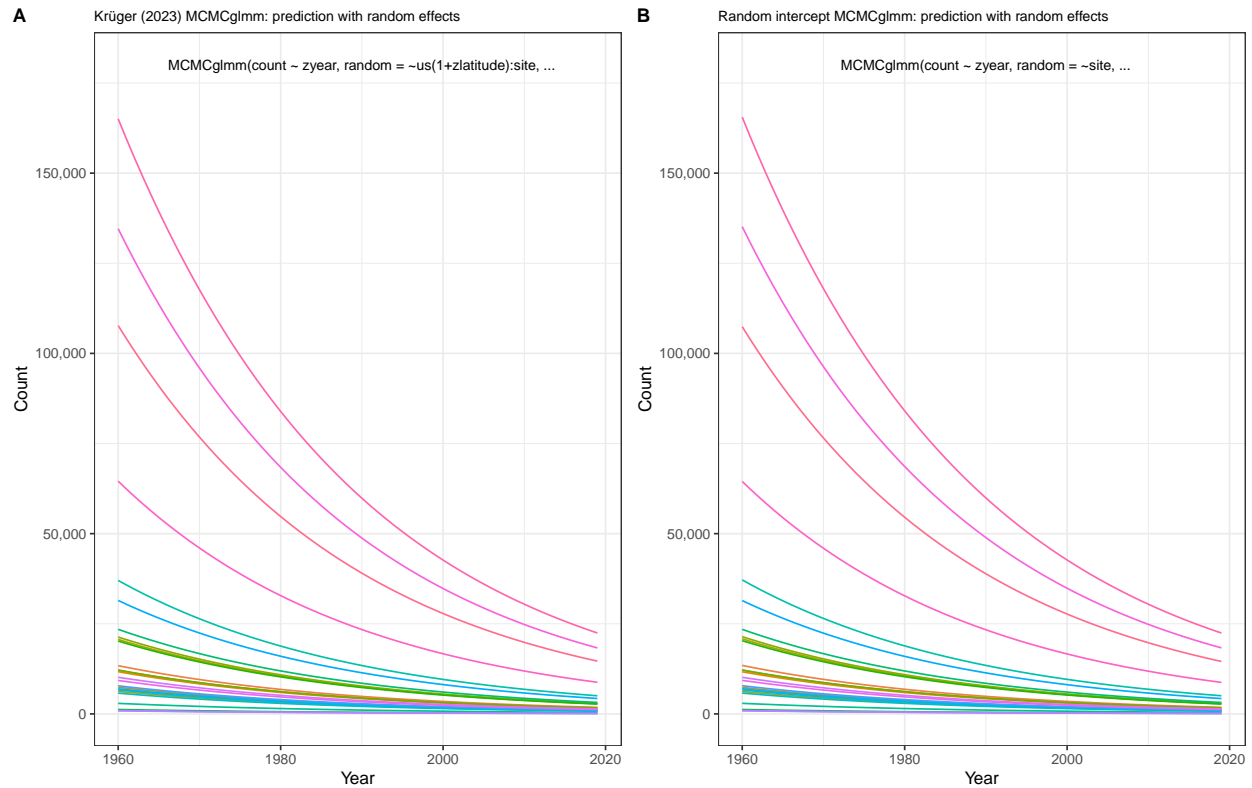 A
Krüger (2023) MCMCglmm: prediction with random effects
MCMCglmm(count ~ zyear, random = ~us(1+zlatitude):site, ...
150,000
100,000
50,000
0
Count
1960
1980
2000
2020
Year
B
Random intercept MCMCglmm: prediction with random effects
MCMCglmm(count ~ zyear, random = ~site, ...
150,000
100,000
50,000
0
Count
1960
1980
2000
2020
Year